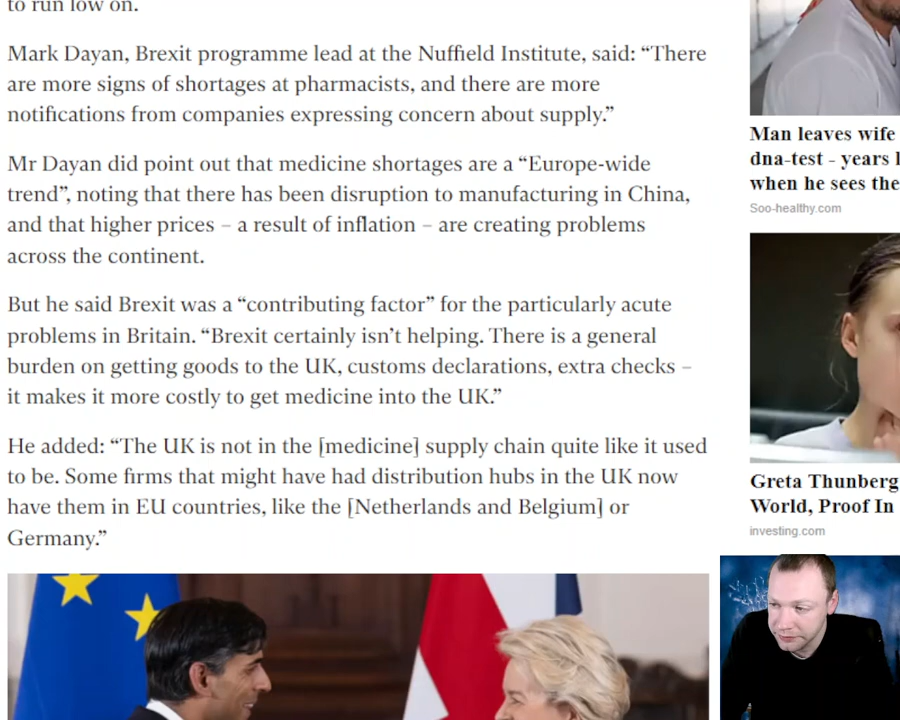 to run low on.
Mark Dayan, Brexit programme lead at the Nuffield Institute, said: “There
are more signs of shortages at pharmacists, and there are more
notifications from companies expressing concern about supply.”
Mr Dayan did point out that medicine shortages are a “Europe-wide
trend”, noting that there has been disruption to manufacturing in China,
and that higher prices – a result of inflation – are creating problems
across the continent.
But he said Brexit was a “contributing factor” for the particularly acute
problems in Britain. “Brexit certainly isn’t helping. There is a general
burden on getting goods to the UK, customs declarations, extra checks –
it makes it more costly to get medicine into the UK.”
He added: “The UK is not in the [medicine] supply chain quite like it used
to be. Some firms that might have had distribution hubs in the UK now
have them in EU countries, like the [Netherlands and Belgium] or
Germany.”
Man leaves wife
dna-test - years
when he sees the
Soo-healthy.com
Greta Thunberg
World, Proof In
investing.com